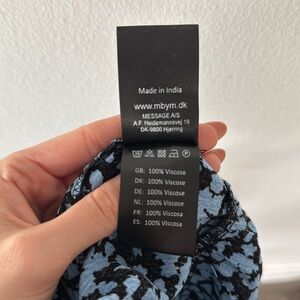 Made in India
www.mbym.dk
MESSAGE A/S
A.F. Heidemannsvej 19
DK-9800 Hjørring
GB: 100% Viscose
DK: 100% Viscose
DE: 100% Viscose
NL: 100% Viscose
FR: 100% Viscosa
ES: 100% Viscosa